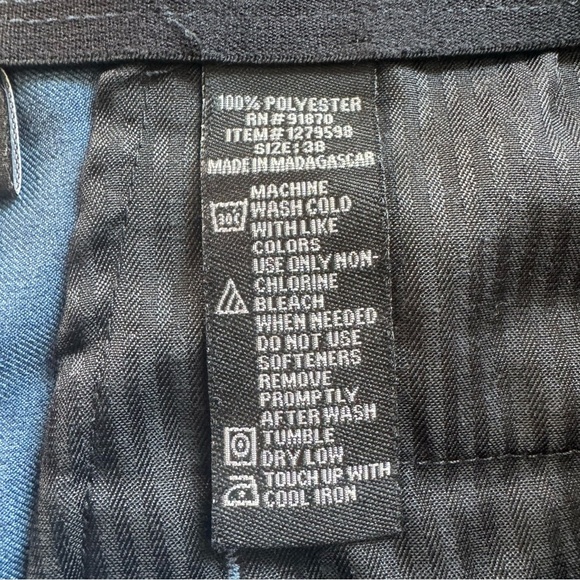 100% POLYESTER
RN# 91870
ITEM# 1279598
SIZE: 38
MADE IN MADAGASCAR
MACHINE
30C WASH COLD
WITH LIKE
COLORS
USE ONLY NON-
CHLORINE
BLEACH
WHEN NEEDED
DO NOT USE
SOFTENERS
REMOVE
PROMPTLY
AFTER WASH
TUMBLE
DRY LOW
TOUCH UP WITH
COOL IRON